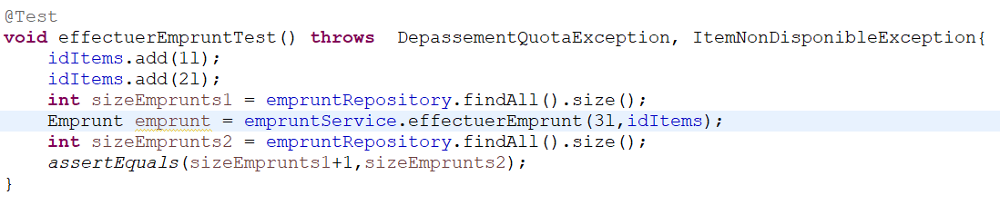 @Test
void effectuerEmpruntTest() throws  DepassementQuotaException, ItemNonDisponibleException{
    idItems.add(1l);
    idItems.add(2l);
    int sizeEmprunts1 = empruntRepository.findAll().size();
    Emprunt emprunt = empruntService.effectuerEmprunt(3l,idItems);
    int sizeEmprunts2 = empruntRepository.findAll().size();
    assertEquals(sizeEmprunts1+1,sizeEmprunts2);
}